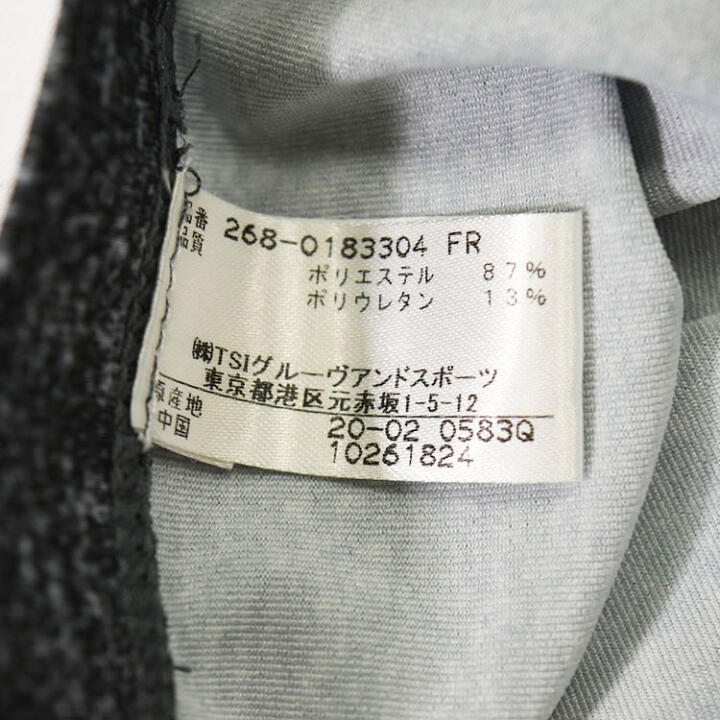 品番 268-0183304 FR
品質 ポリエステル 87%
ポリウレタン 13%
㈱TSIグルーヴアンドスポーツ
東京都港区元赤坂1-5-12
原産地 20-02 0583Q
中国 10261824